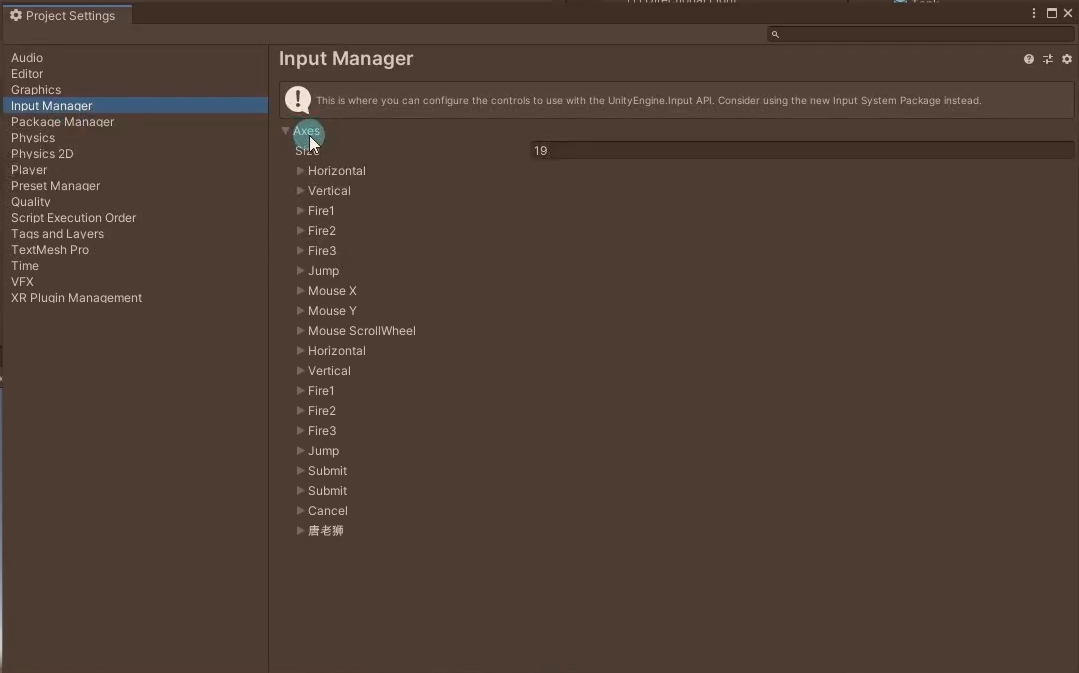 Project Settings
Audio
Editor
Graphics
Input Manager
Package Manager
Physics
Physics 2D
Player
Preset Manager
Quality
Script Execution Order
Tags and Layers
TextMesh Pro
Time
VFX
XR Plugin Management
Input Manager
This is where you can configure the controls to use with the UnityEngine.Input API. Consider using the new Input System Package instead.
Axes
Size 19
Horizontal
Vertical
Fire1
Fire2
Fire3
Jump
Mouse X
Mouse Y
Mouse ScrollWheel
Horizontal
Vertical
Fire1
Fire2
Fire3
Jump
Submit
Submit
Cancel
唐老狮